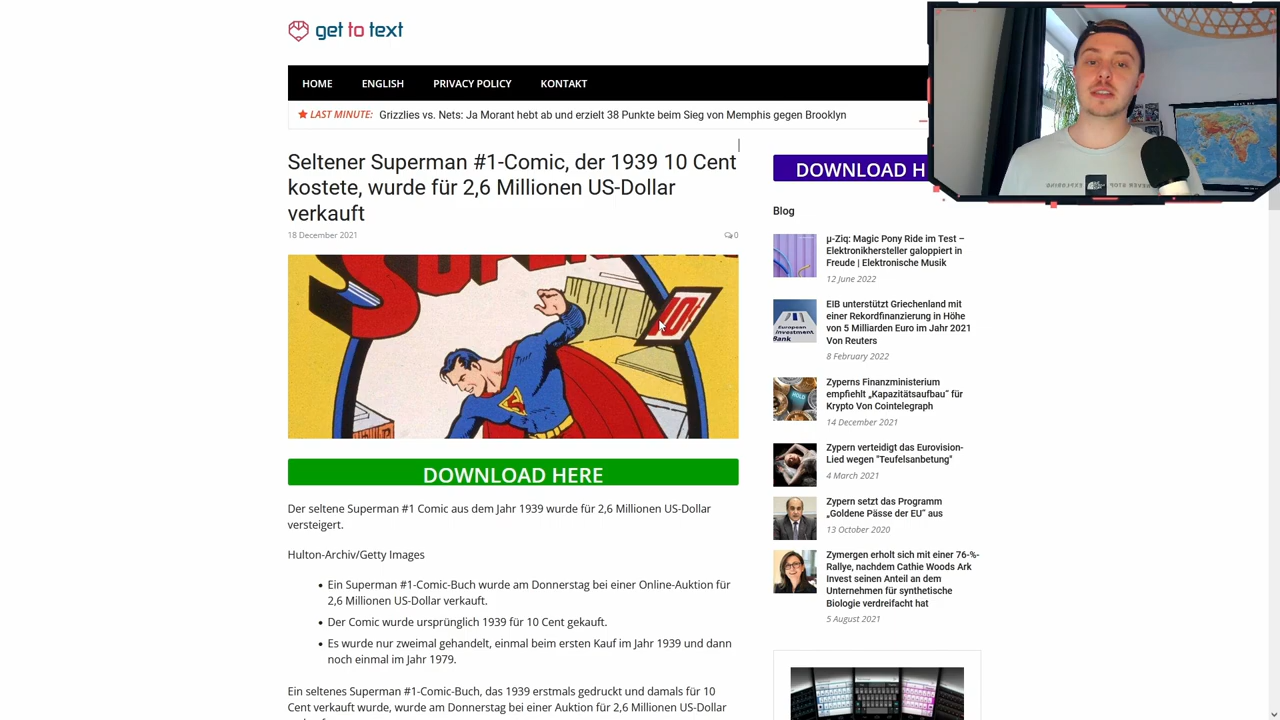 get to text
HOME ENGLISH PRIVACY POLICY KONTAKT
LAST MINUTE: Grizzlies vs. Nets: Ja Morant hebt ab und erzielt 38 Punkte beim Sieg von Memphis gegen Brooklyn
Seltener Superman #1-Comic, der 1939 10 Cent
kostete, wurde für 2,6 Millionen US-Dollar
verkauft
18 December 2021
0
SUPERMAN
10¢
DOWNLOAD HERE
Der seltene Superman #1 Comic aus dem Jahr 1939 wurde für 2,6 Millionen US-Dollar
versteigert.
Hulton-Archiv/Getty Images
• Ein Superman #1-Comic-Buch wurde am Donnerstag bei einer Online-Auktion für
2,6 Millionen US-Dollar verkauft.
• Der Comic wurde ursprünglich 1939 für 10 Cent gekauft.
• Es wurde nur zweimal gehandelt, einmal beim ersten Kauf im Jahr 1939 und dann
noch einmal im Jahr 1979.
Ein seltenes Superman #1-Comic-Buch, das 1939 erstmals gedruckt und damals für 10
Cent verkauft wurde, wurde am Donnerstag bei einer Auktion für 2,6 Millionen US-Dollar
DOWNLOAD H
Blog
μ-Ziq: Magic Pony Ride im Test –
Elektronikhersteller galoppiert in
Freude | Elektronische Musik
12 June 2022
EIB unterstützt Griechenland mit
einer Rekordfinanzierung in Höhe
von 5 Milliarden Euro im Jahr 2021
Von Reuters
8 February 2022
European
Investment
Bank
Zyperns Finanzministerium
empfiehlt „Kapazitätsaufbau“ für
Krypto Von Cointelegraph
14 December 2021
HOLD
Zypern verteidigt das Eurovision-
Lied wegen "Teufelsanbetung"
4 March 2021
Zypern setzt das Programm
„Goldene Pässe der EU“ aus
13 October 2020
Zymergen erholt sich mit einer 76-%-
Rallye, nachdem Cathie Woods Ark
Invest seinen Anteil an dem
Unternehmen für synthetische
Biologie verdreifacht hat
5 August 2021
NEVER STOP EXPLORING